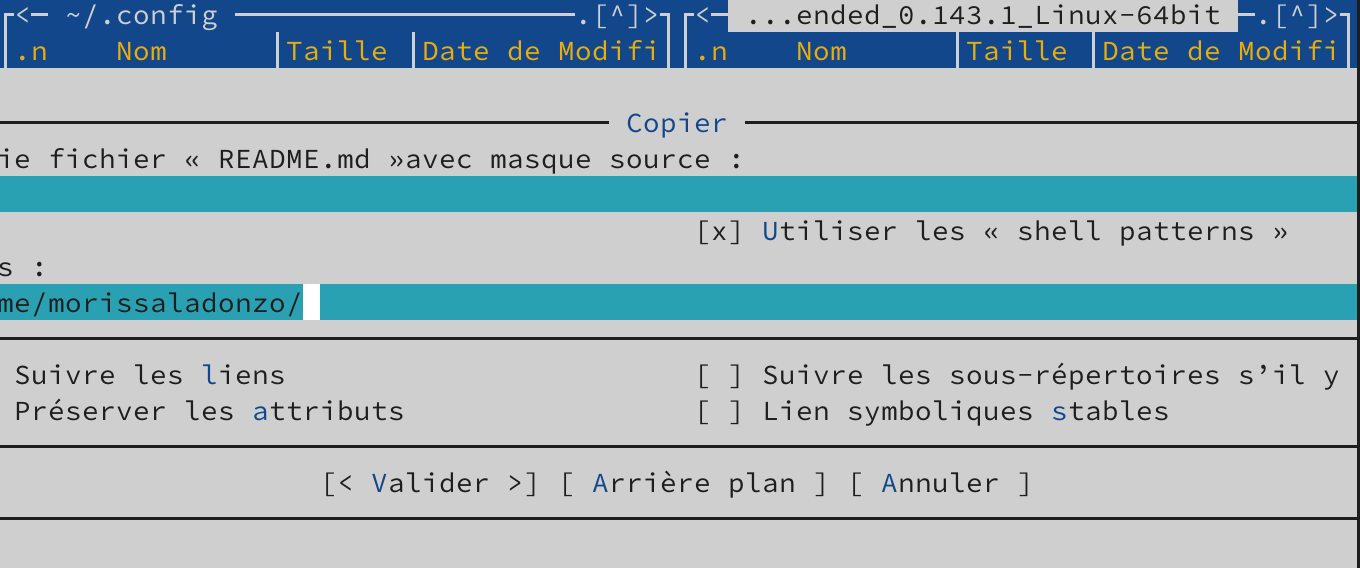 <─ ~/.config .[^]> <─ ...ended_0.143.1_Linux-64bit .[^]>
.n Nom Taille Date de Modifi .n Nom Taille Date de Modifi
Copier
ie fichier « README.md »avec masque source :
[x] Utiliser les « shell patterns »
s :
me/morissaladonzo/
Suivre les liens [ ] Suivre les sous-répertoires s’il y
Préserver les attributs [ ] Lien symboliques stables
[< Valider >] [ Arrière plan ] [ Annuler ]